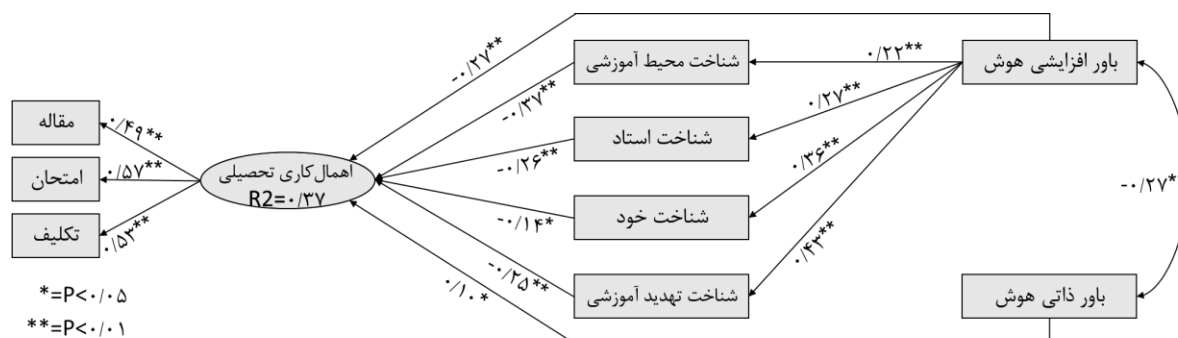 باور افزایشی هوش
باور ذاتی هوش
-۰/۲۷**
۰/۲۲**
۰/۲۷**
۰/۳۶**
۰/۴۳**
شناخت محیط آموزشی
شناخت استاد
شناخت خود
شناخت تهدید آموزشی
-۰/۲۷**
-۰/۳۷**
-۰/۲۶**
-۰/۱۴*
-۰/۲۵**
۰/۱۰*
اهمال‌کاری تحصیلی
R2=۰/۳۷
۰/۴۹**
۰/۵۷**
۰/۵۳**
مقاله
امتحان
تکلیف
*=P<۰/۰۵
**=P<۰/۰۱